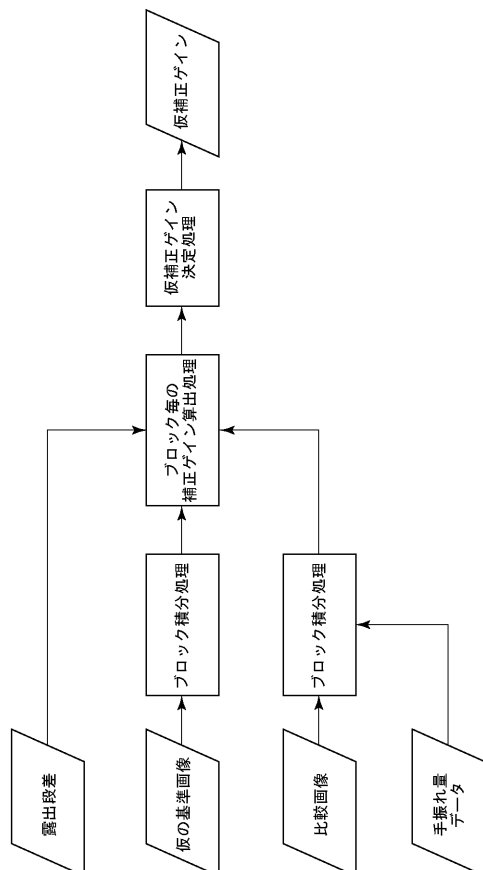 露出段差
仮の基準画像
比較画像
手振れ量
データ
ブロック積分処理
ブロック積分処理
ブロック毎の
補正ゲイン算出処理
仮補正ゲイン
決定処理
仮補正ゲイン